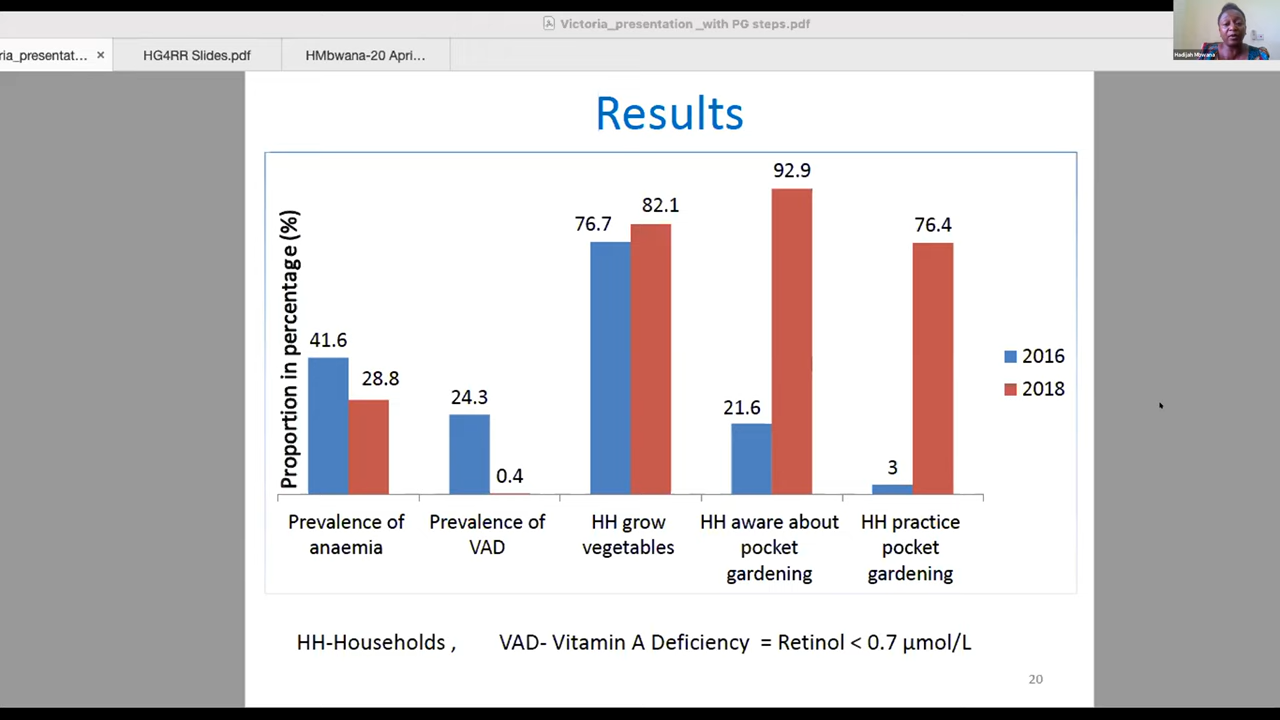 Victoria_presentation _with PG steps.pdf
ria_presentat... ×
HG4RR Slides.pdf
HMbwana-20 Apri...
Hadijah Mbwana
Results
Proportion in percentage (%)
41.6
28.8
24.3
0.4
76.7
82.1
21.6
92.9
3
76.4
2016
2018
Prevalence of
anaemia
Prevalence of
VAD
HH grow
vegetables
HH aware about
pocket
gardening
HH practice
pocket
gardening
HH-Households , VAD- Vitamin A Deficiency = Retinol < 0.7 µmol/L
20